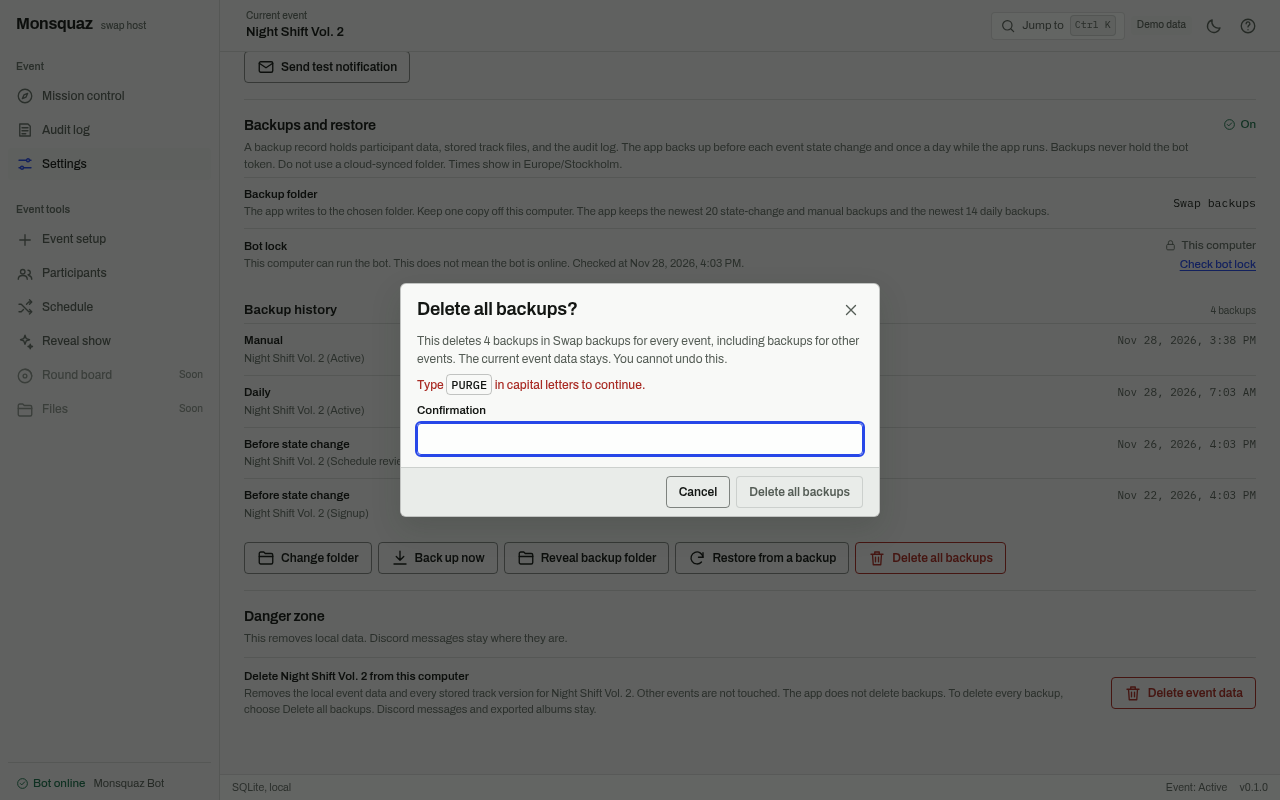 Monsquaz swap host
Current event
Night Shift Vol. 2
Jump to Ctrl K
Demo data
Event
Mission control
Audit log
Settings
Event tools
Event setup
Participants
Schedule
Reveal show
Round board Soon
Files Soon
Bot online Monsquaz Bot
Send test notification
Backups and restore
On
A backup record holds participant data, stored track files, and the audit log. The app backs up before each event state change and once a day while the app runs. Backups never hold the bot
token. Do not use a cloud-synced folder. Times show in Europe/Stockholm.
Backup folder
The app writes to the chosen folder. Keep one copy off this computer. The app keeps the newest 20 state-change and manual backups and the newest 14 daily backups.
Swap backups
Bot lock
This computer can run the bot. This does not mean the bot is online. Checked at Nov 28, 2026, 4:03 PM.
This computer
Check bot lock
Backup history
4 backups
Manual
Night Shift Vol. 2 (Active)
Nov 28, 2026, 3:38 PM
Daily
Night Shift Vol. 2 (Active)
Nov 28, 2026, 7:03 AM
Before state change
Night Shift Vol. 2 (Schedule revie
Nov 26, 2026, 4:03 PM
Before state change
Night Shift Vol. 2 (Signup)
Nov 22, 2026, 4:03 PM
Delete all backups?
This deletes 4 backups in Swap backups for every event, including backups for other
events. The current event data stays. You cannot undo this.
Type PURGE in capital letters to continue.
Confirmation
Cancel
Delete all backups
Change folder
Back up now
Reveal backup folder
Restore from a backup
Delete all backups
Danger zone
This removes local data. Discord messages stay where they are.
Delete Night Shift Vol. 2 from this computer
Removes the local event data and every stored track version for Night Shift Vol. 2. Other events are not touched. The app does not delete backups. To delete every backup,
choose Delete all backups. Discord messages and exported albums stay.
Delete event data
SQLite, local
Event: Active v0.1.0